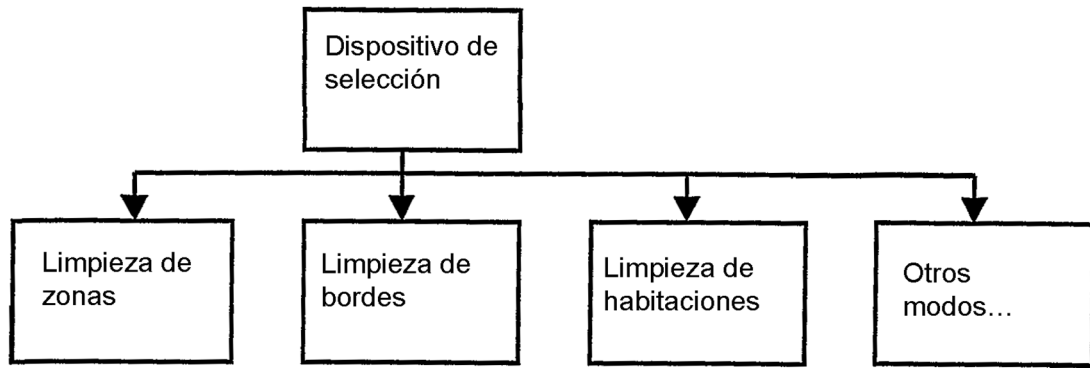 Dispositivo de
selección
Limpieza de
zonas
Limpieza de
bordes
Limpieza de
habitaciones
Otros
modos…